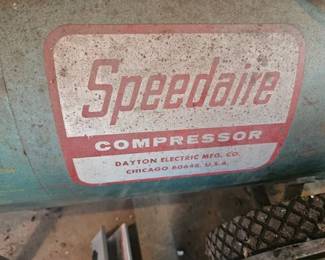 Speedaire
COMPRESSOR
DAYTON ELECTRIC MFG. CO.
CHICAGO 60648, U.S.A.